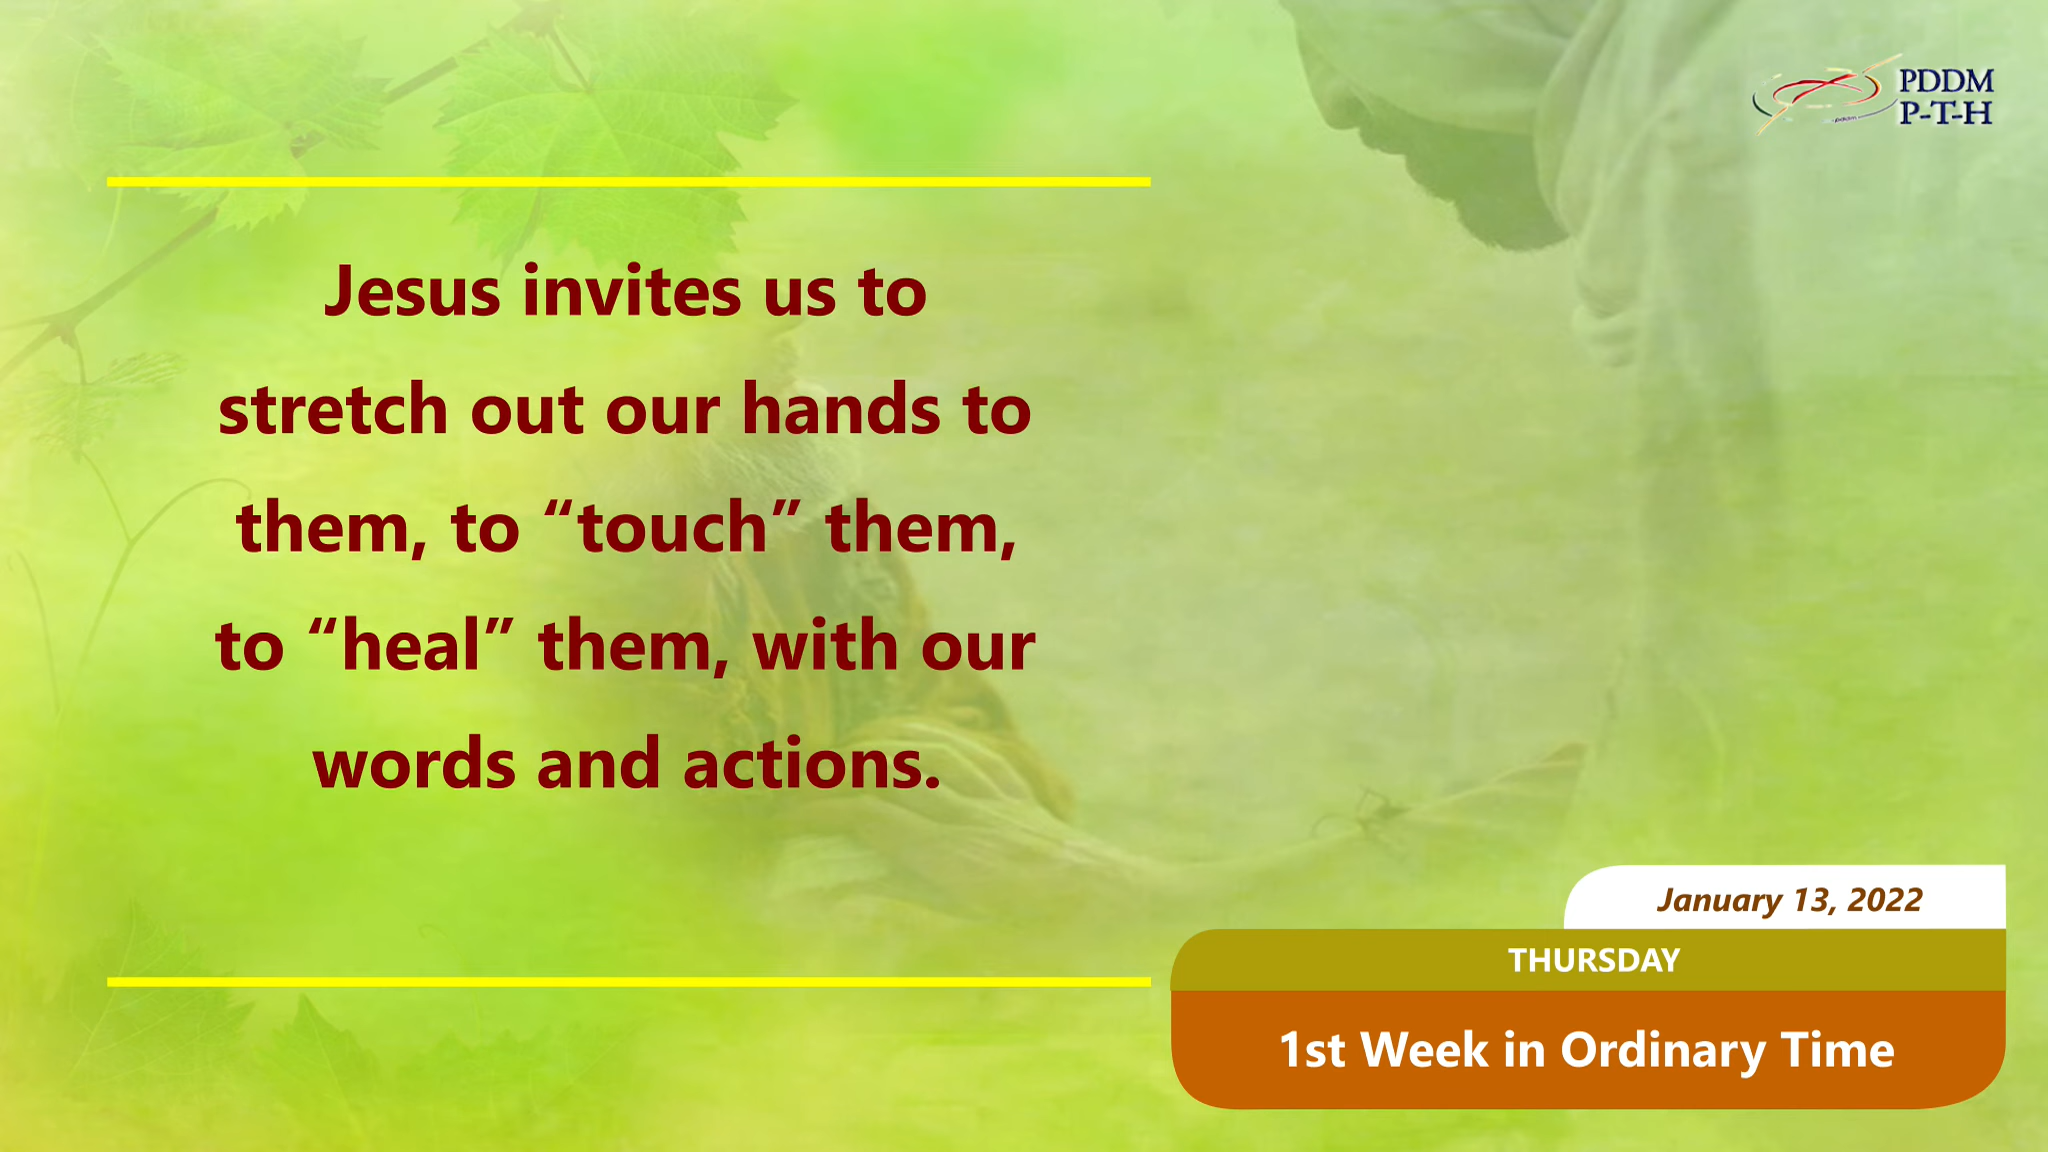 PDDM
P-T-H
Jesus invites us to
stretch out our hands to
them, to “touch” them,
to “heal” them, with our
words and actions.
January 13, 2022
THURSDAY
1st Week in Ordinary Time